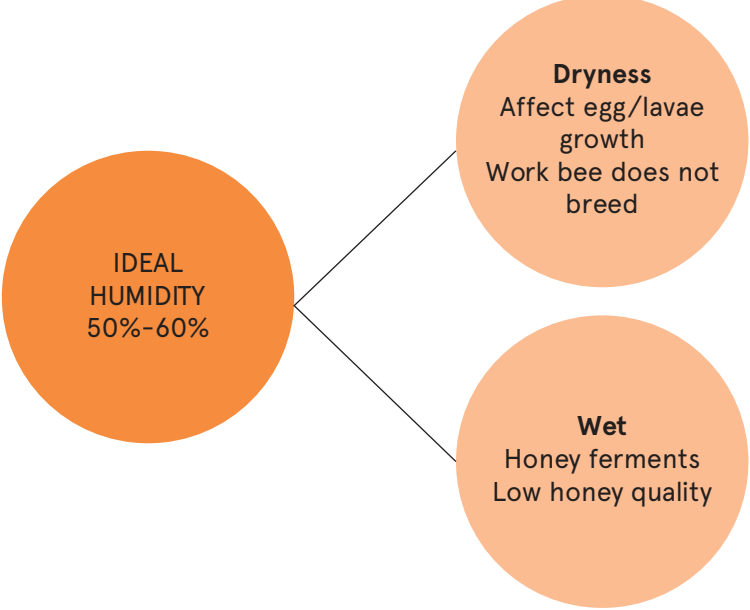 IDEAL
HUMIDITY
50%-60%
Dryness
Affect egg/lavae
growth
Work bee does not
breed
Wet
Honey ferments
Low honey quality